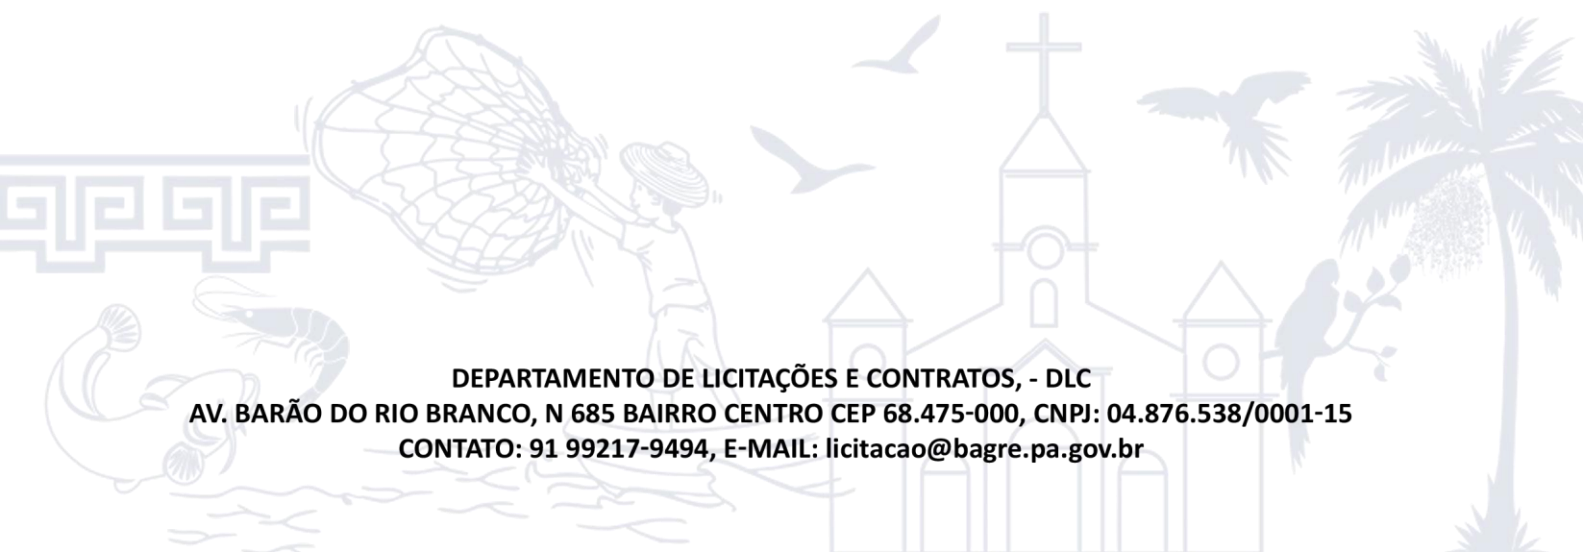 DEPARTAMENTO DE LICITAÇÕES E CONTRATOS, - DLC
AV. BARÃO DO RIO BRANCO, N 685 BAIRRO CENTRO CEP 68.475-000, CNPJ: 04.876.538/0001-15
CONTATO: 91 99217-9494, E-MAIL: licitacao@bagre.pa.gov.br